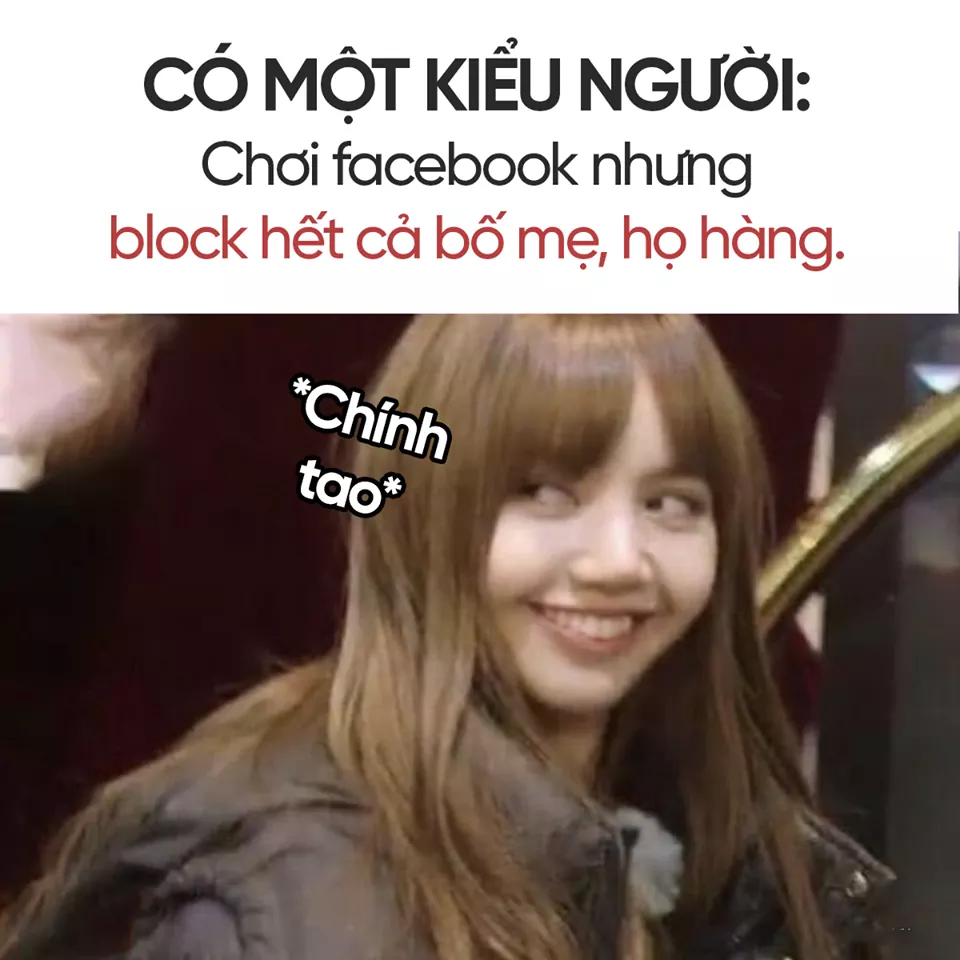 CÓ MỘT KIỂU NGƯỜI:
Chơi facebook nhưng
block hết cả bố mẹ, họ hàng.
*Chính
tao*